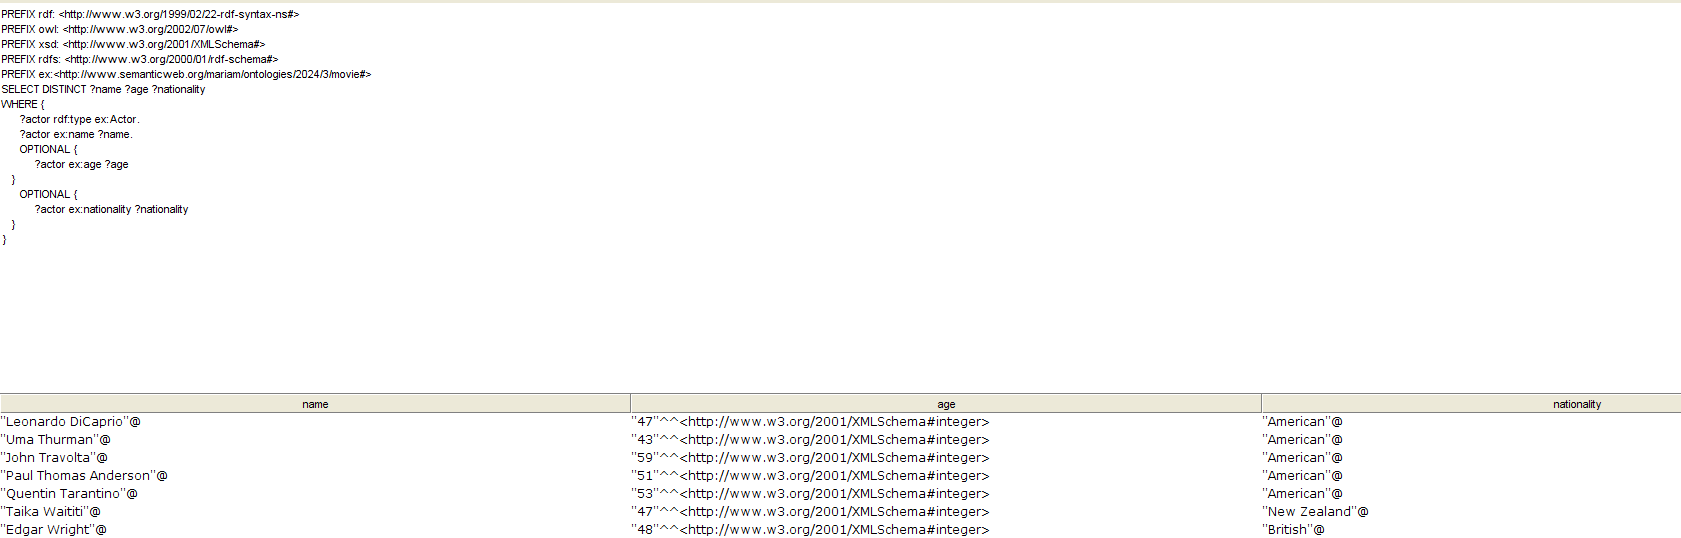 PREFIX rdf: <http://www.w3.org/1999/02/22-rdf-syntax-ns#>
PREFIX owl: <http://www.w3.org/2002/07/owl#>
PREFIX xsd: <http://www.w3.org/2001/XMLSchema#>
PREFIX rdfs: <http://www.w3.org/2000/01/rdf-schema#>
PREFIX ex:<http://www.semanticweb.org/mariam/ontologies/2024/3/movie#>
SELECT DISTINCT ?name ?age ?nationality
WHERE {
?actor rdf:type ex:Actor.
?actor ex:name ?name.
OPTIONAL {
?actor ex:age ?age
}
OPTIONAL {
?actor ex:nationality ?nationality
}
}
name age nationality
"Leonardo DiCaprio"@ "47"^^<http://www.w3.org/2001/XMLSchema#integer> "American"@
"Uma Thurman"@ "43"^^<http://www.w3.org/2001/XMLSchema#integer> "American"@
"John Travolta"@ "59"^^<http://www.w3.org/2001/XMLSchema#integer> "American"@
"Paul Thomas Anderson"@ "51"^^<http://www.w3.org/2001/XMLSchema#integer> "American"@
"Quentin Tarantino"@ "53"^^<http://www.w3.org/2001/XMLSchema#integer> "American"@
"Taika Waititi"@ "47"^^<http://www.w3.org/2001/XMLSchema#integer> "New Zealand"@
"Edgar Wright"@ "48"^^<http://www.w3.org/2001/XMLSchema#integer> "British"@